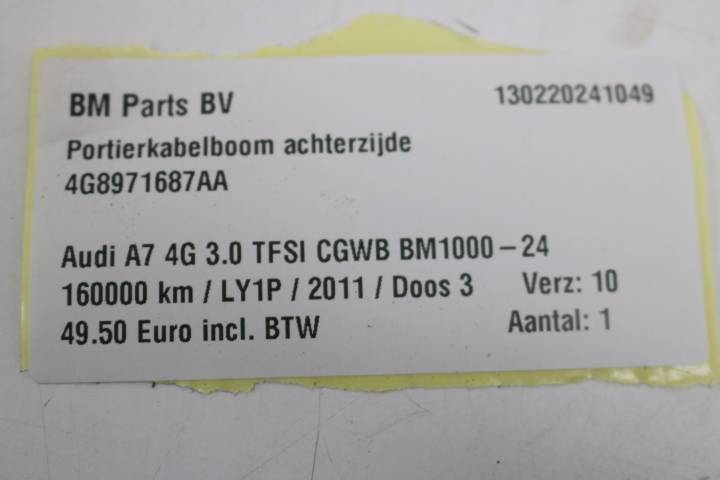 BM Parts BV 130220241049
Portierkabelboom achterzijde
4G8971687AA
Audi A7 4G 3.0 TFSI CGWB BM1000-24
160000 km / LY1P / 2011 / Doos 3 Verz: 10
49.50 Euro incl. BTW Aantal: 1